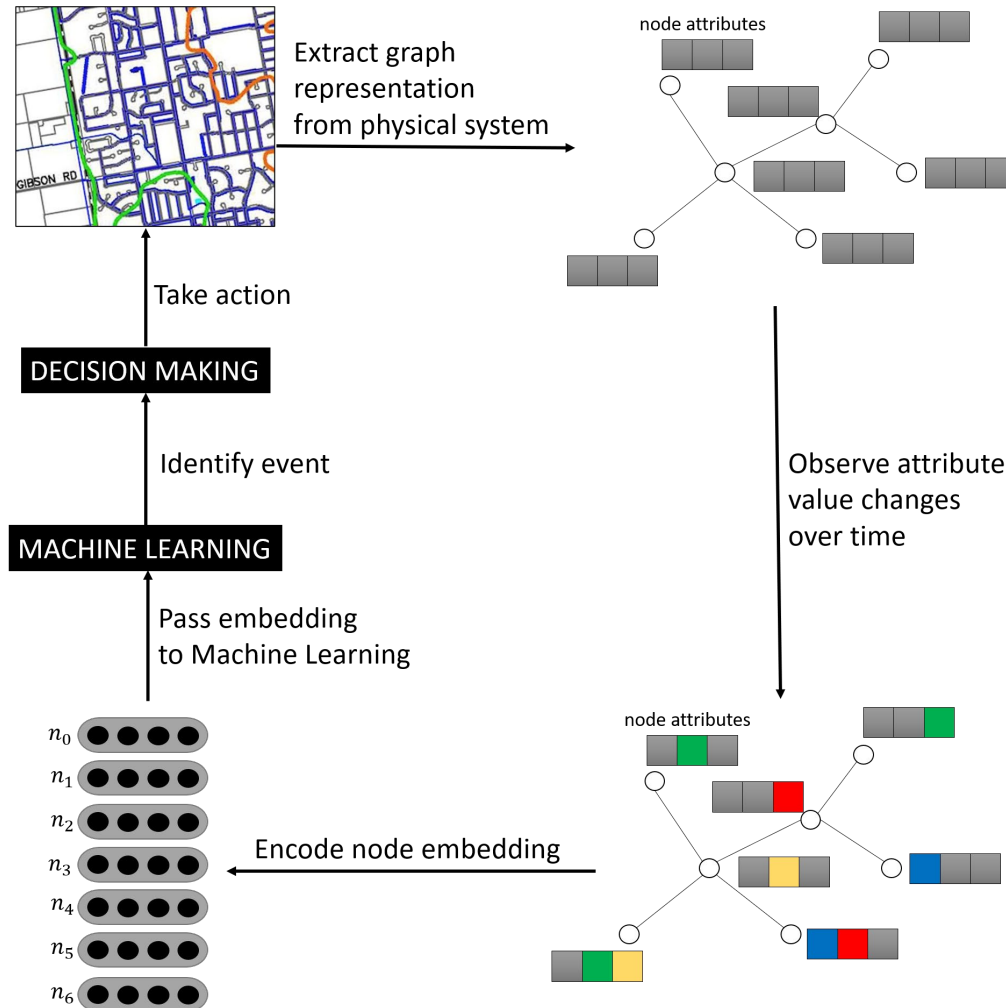 Extract graph
representation
from physical system
node attributes
GIBSON RD
Take action
DECISION MAKING
Identify event
MACHINE LEARNING
Pass embedding
to Machine Learning
Observe attribute
value changes
over time
node attributes
Encode node embedding
n0
n1
n2
n3
n4
n5
n6